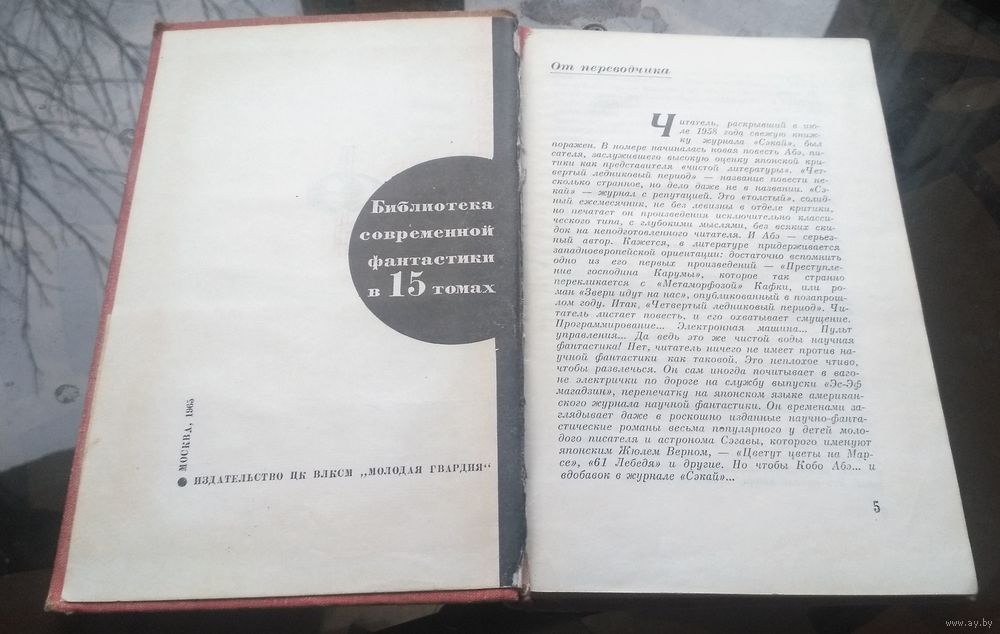 Библиотека
современной
фантастики
в 15 томах
МОСКВА, 1965
ИЗДАТЕЛЬСТВО ЦК ВЛКСМ „МОЛОДАЯ ГВАРДИЯ“
От переводчика
Читатель, раскрывший в ию-
ле 1958 года свежую книж-
ку журнала «Сэкай», был
поражен. В номере начиналась новая повесть Абэ, пи-
сателя, заслужившего высокую оценку японской кри-
тики как представителя «чистой литературы». «Чет-
вертый ледниковый период» — название повести не-
сколько странное, но дело даже не в названии. «Сэ-
кай» — журнал с репутацией. Это «толстый», солид-
ный ежемесячник, не без левизны в отделе критики,
но печатает он произведения исключительно класси-
ческого типа, с глубокими мыслями, без всяких ски-
док на неподготовленного читателя. И Абэ — серьез-
ный автор. Кажется, в литературе придерживается
западноевропейской ориентации: достаточно вспомнить
одно из его первых произведений — «Преступле-
ние господина Карумы», которое так странно
перекликается с «Метаморфозой» Кафки, или ро-
ман «Звери идут на нас», опубликованный в позапрош-
лом году. Итак, «Четвертый ледниковый период». Чи-
татель листает повесть, и его охватывает смущение.
Программирование... Электронная машина... Пульт
управления... Да ведь это же чистой воды научная
фантастика! Нет, читатель ничего не имеет против на-
учной фантастики как таковой. Это неплохое чтиво,
чтобы развлечься. Он сам иногда почитывает в ваго-
не электрички по дороге на службу выпуски «Эс-Эф
магадзин», перепечатку на японском языке американ-
ского журнала научной фантастики. Он временами за-
глядывает даже в роскошно изданные научно-фанта-
стические романы весьма популярного у детей моло-
дого писателя и астронома Сэгавы, которого именуют
японским Жюлем Верном, — «Цветут цветы на Мар-
се», «61 Лебедя» и другие. Но чтобы Кобо Абэ... и
вдобавок в журнале «Сэкай»...
5
www.ay.by